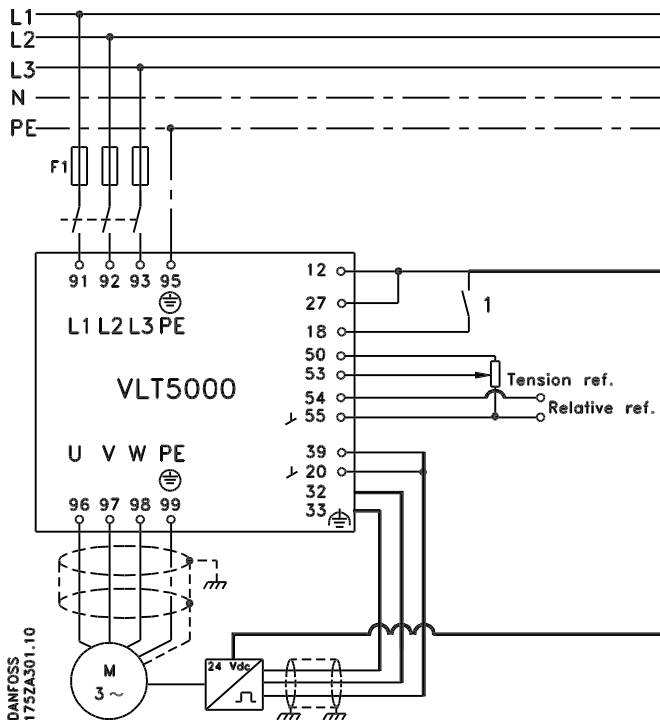 L1
L2
L3
N
PE
F1
91 92 93 95
L1 L2 L3 PE
VLT5000
U V W PE
96 97 98 99
12
27
18
50
53
54
55
39
20
32
33
1
Tension ref.
Relative ref.
M
3 ~
24 Vdc
DANFOSS
175ZA301.10